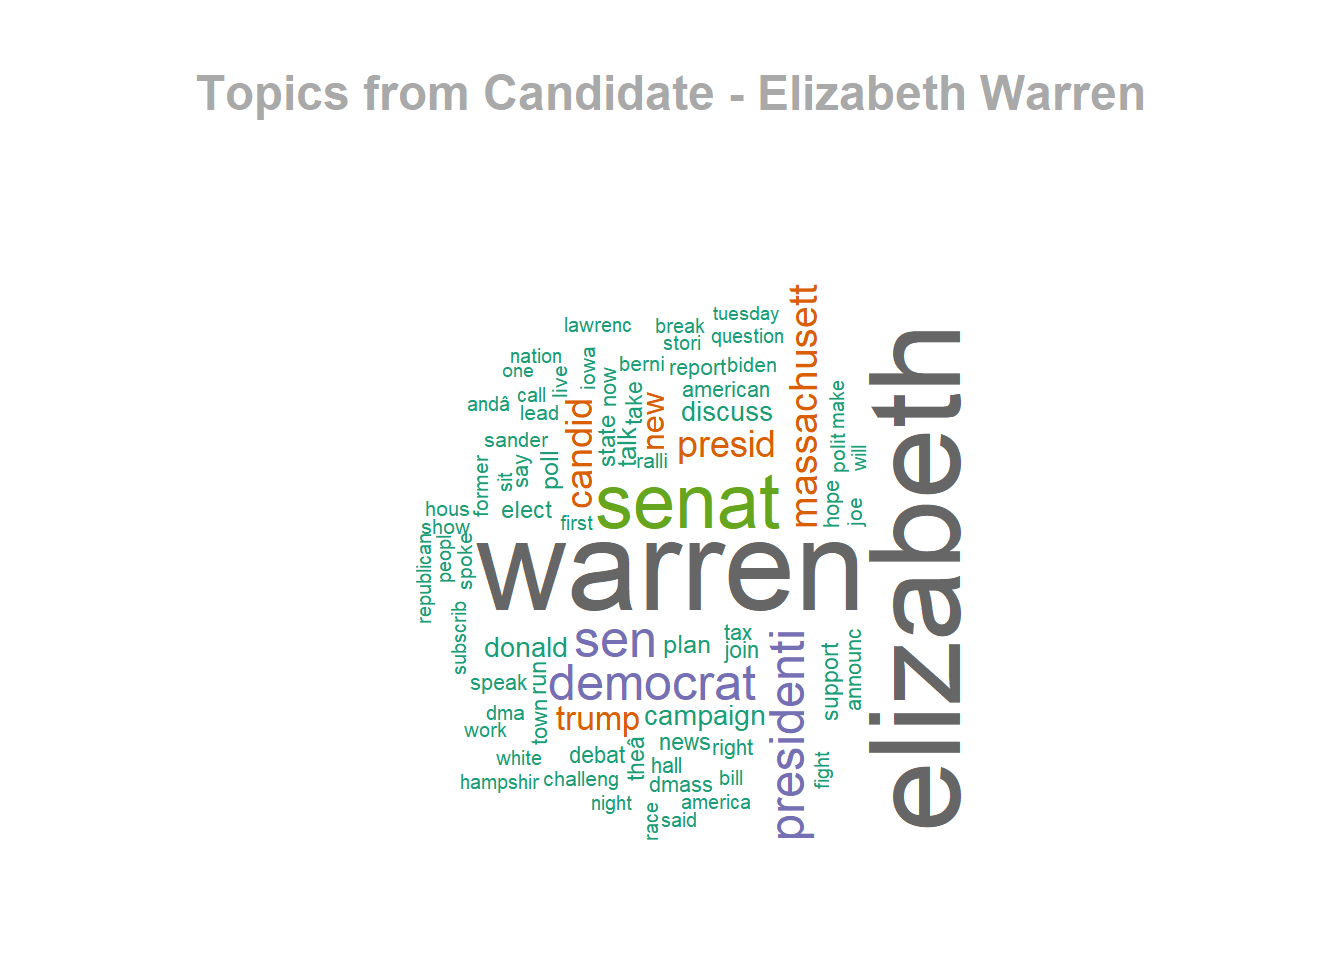 Topics from Candidate - Elizabeth Warren
tuesday
lawrenc
break
question
stori
massachusett
nation
one
live
iowa
berni
report
biden
andâ
call
lead
now
take
american
discuss
make
candid
state
talk
new
presid
ralli
polit
will
sander
former
sit
say
poll
senat
hope
joe
elizabeth
hous
show
elect
first
republican
peopl
spoke
warren
subscrib
donald
sen
plan
tax
join
presidenti
support
announc
speak
run
democrat
dma
work
town
trump
campaign
white
debat
theâ
news
right
hall
hampshir
challeng
dmass
bill
fight
night
race
said
america